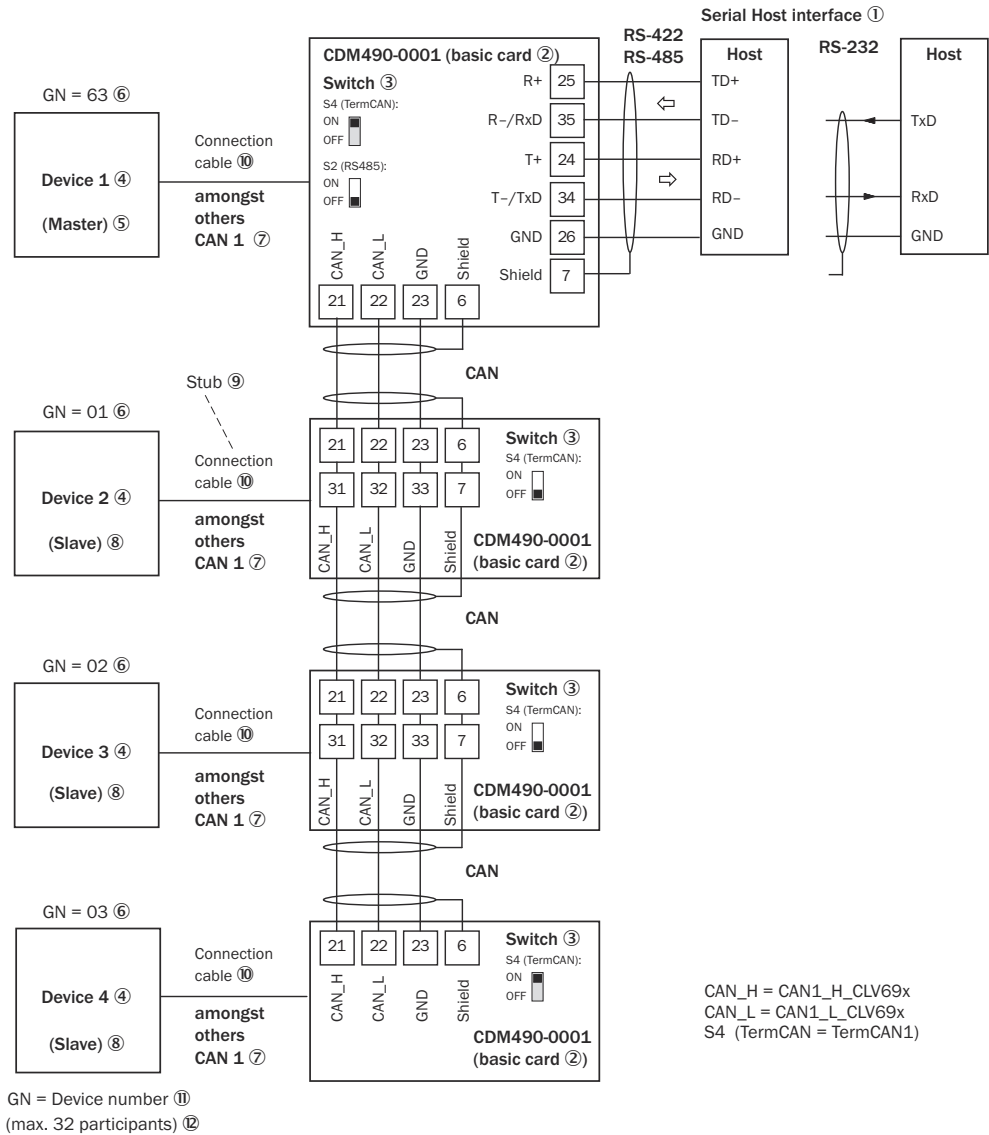 Serial Host interface ①
CDM490-0001 (basic card ②)
RS-422
RS-485
Host
RS-232
Host
Switch ③
S4 (TermCAN):
ON
OFF
S2 (RS485):
ON
OFF
R+ 25 TD+
R−/RxD 35 TD−
T+ 24 RD+
T−/TxD 34 RD−
GND 26 GND
Shield 7
TxD
RxD
GND
GN = 63 ⑥
Device 1 ④
(Master) ⑤
Connection
cable ⑩
amongst
others
CAN 1 ⑦
CAN_H
CAN_L
GND
Shield
21 22 23 6
CAN
Stub ⑨
GN = 01 ⑥
Device 2 ④
(Slave) ⑧
Connection
cable ⑩
amongst
others
CAN 1 ⑦
21 22 23 6
31 32 33 7
Switch ③
S4 (TermCAN):
ON
OFF
CAN_H
CAN_L
GND
Shield
CDM490-0001
(basic card ②)
CAN
GN = 02 ⑥
Device 3 ④
(Slave) ⑧
Connection
cable ⑩
amongst
others
CAN 1 ⑦
21 22 23 6
31 32 33 7
Switch ③
S4 (TermCAN):
ON
OFF
CAN_H
CAN_L
GND
Shield
CDM490-0001
(basic card ②)
CAN
GN = 03 ⑥
Device 4 ④
(Slave) ⑧
Connection
cable ⑩
amongst
others
CAN 1 ⑦
21 22 23 6
Switch ③
S4 (TermCAN):
ON
OFF
CAN_H
CAN_L
GND
Shield
CDM490-0001
(basic card ②)
CAN_H = CAN1_H_CLV69x
CAN_L = CAN1_L_CLV69x
S4 (TermCAN = TermCAN1)
GN = Device number ⑪
(max. 32 participants) ⑫